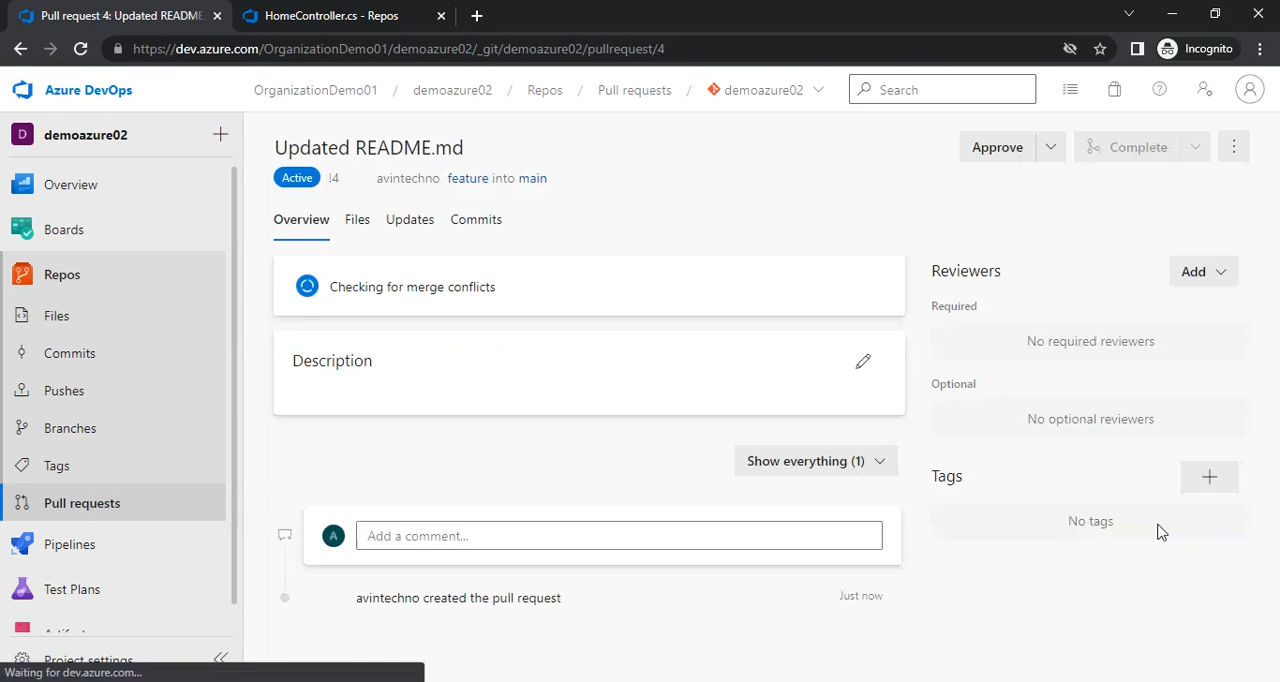 Pull request 4: Updated README
HomeController.cs - Repos
https://dev.azure.com/OrganizationDemo01/demoazure02/_git/demoazure02/pullrequest/4
Incognito
Azure DevOps
OrganizationDemo01 / demoazure02 / Repos / Pull requests / demoazure02
Search
D demoazure02
Overview
Boards
Repos
Files
Commits
Pushes
Branches
Tags
Pull requests
Pipelines
Test Plans
Project settings
Waiting for dev.azure.com...
Updated README.md
Approve
Complete
Active !4 avintechno feature into main
Overview Files Updates Commits
Checking for merge conflicts
Description
Show everything (1)
A Add a comment...
avintechno created the pull request Just now
Reviewers
Add
Required
No required reviewers
Optional
No optional reviewers
Tags
No tags